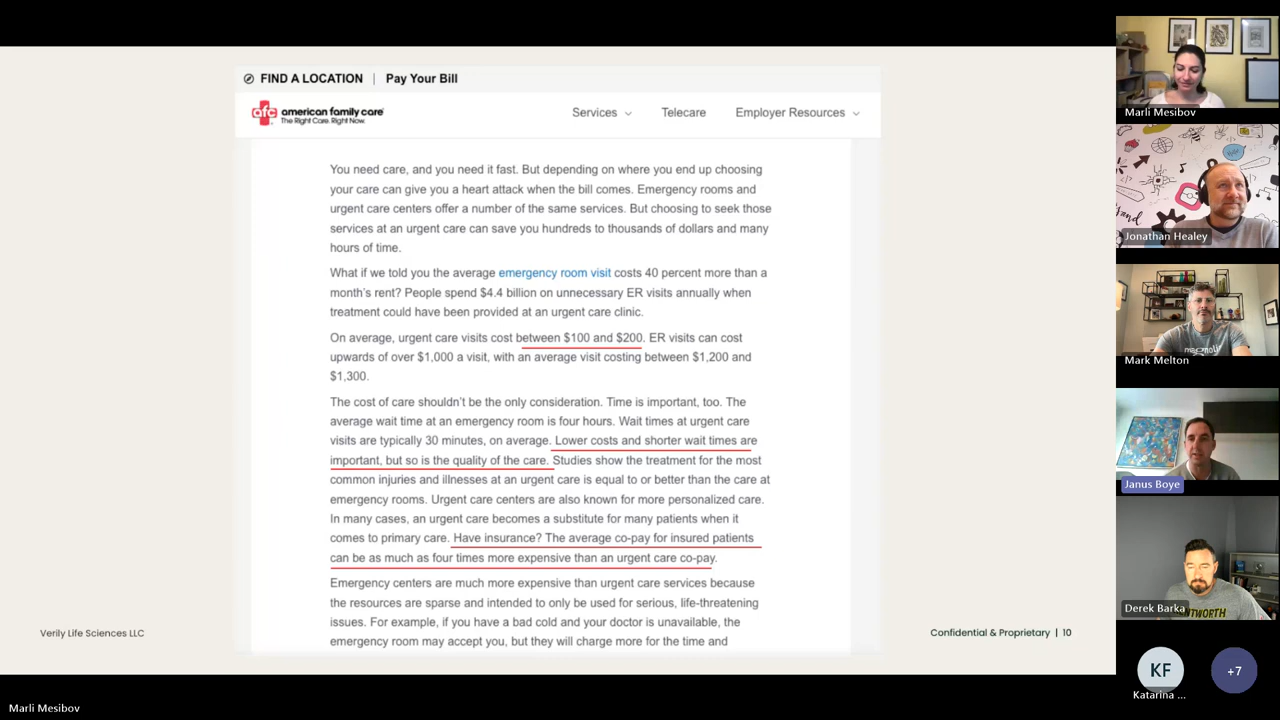 FIND A LOCATION | Pay Your Bill
afc american family care
The Right Care. Right Now.
Services
Telecare
Employer Resources
You need care, and you need it fast. But depending on where you end up choosing
your care can give you a heart attack when the bill comes. Emergency rooms and
urgent care centers offer a number of the same services. But choosing to seek those
services at an urgent care can save you hundreds to thousands of dollars and many
hours of time.
What if we told you the average emergency room visit costs 40 percent more than a
month's rent? People spend $4.4 billion on unnecessary ER visits annually when
treatment could have been provided at an urgent care clinic.
On average, urgent care visits cost between $100 and $200. ER visits can cost
upwards of over $1,000 a visit, with an average visit costing between $1,200 and
$1,300.
The cost of care shouldn't be the only consideration. Time is important, too. The
average wait time at an emergency room is four hours. Wait times at urgent care
visits are typically 30 minutes, on average. Lower costs and shorter wait times are
important, but so is the quality of the care. Studies show the treatment for the most
common injuries and illnesses at an urgent care is equal to or better than the care at
emergency rooms. Urgent care centers are also known for more personalized care.
In many cases, an urgent care becomes a substitute for many patients when it
comes to primary care. Have insurance? The average co-pay for insured patients
can be as much as four times more expensive than an urgent care co-pay.
Emergency centers are much more expensive than urgent care services because
the resources are sparse and intended to only be used for serious, life-threatening
issues. For example, if you have a bad cold and your doctor is unavailable, the
emergency room may accept you, but they will charge more for the time and
Verily Life Sciences LLC
Confidential & Proprietary | 10
Marli Mesibov
Marli Mesibov
Jonathan Healey
Mark Melton
Janus Boye
Derek Barka
KF
Katarina ...
+7